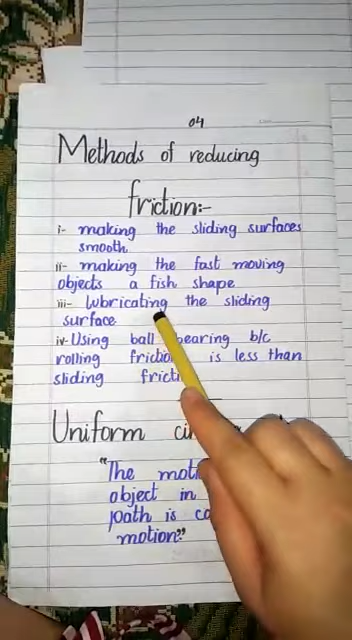 04
Methods of reducing
friction:-
i- making the sliding surfaces
smooth.
ii- making the fast moving
objects a fish shape
iii- lubricating the sliding
surface
iv- Using ball bearing b/c
rolling friction is less than
sliding
Uniform
"The
object in
path is
motion."